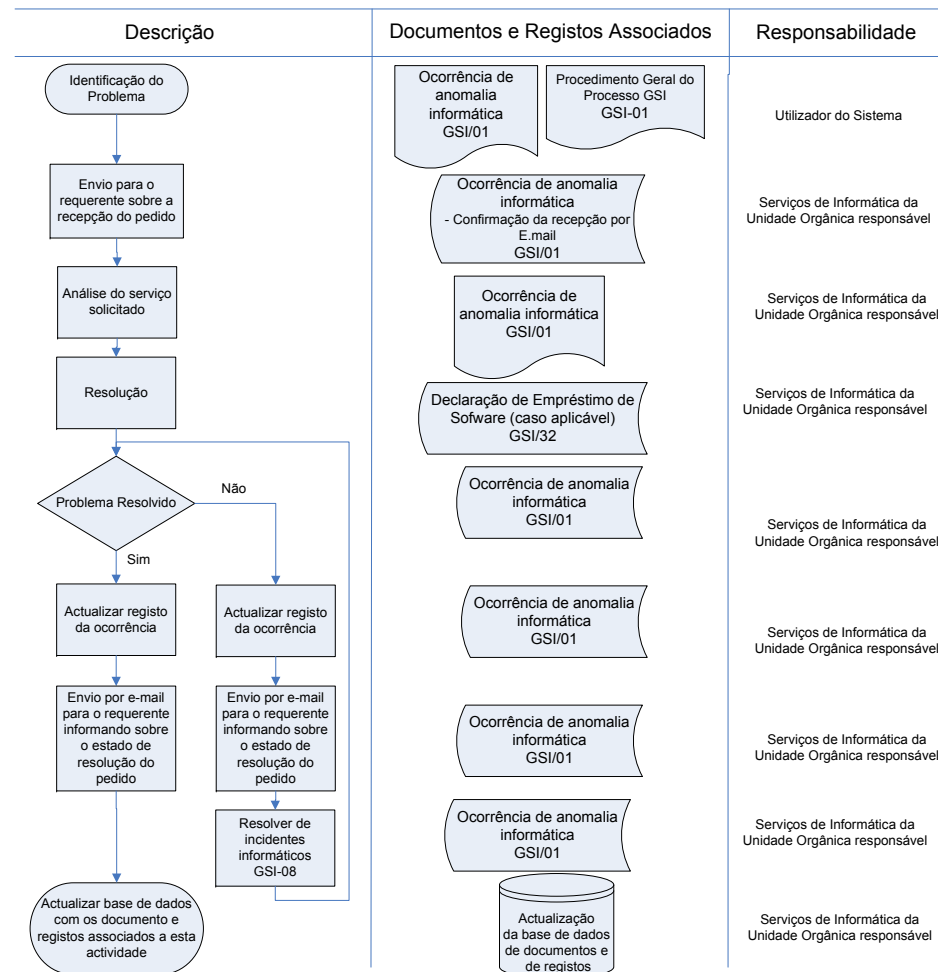 Descrição
Documentos e Registos Associados
Responsabilidade
Identificação do
Problema
Ocorrência de
anomalia
informática
GSI/01
Procedimento Geral do
Processo GSI
GSI-01
Utilizador do Sistema
Envio para o
requerente sobre a
recepção do pedido
Ocorrência de anomalia
informática
- Confirmação da recepção por
E.mail
GSI/01
Serviços de Informática da
Unidade Orgânica responsável
Análise do serviço
solicitado
Ocorrência de
anomalia informática
GSI/01
Serviços de Informática da
Unidade Orgânica responsável
Resolução
Declaração de Empréstimo de
Sofware (caso aplicável)
GSI/32
Serviços de Informática da
Unidade Orgânica responsável
Problema Resolvido
Não
Sim
Ocorrência de anomalia
informática
GSI/01
Serviços de Informática da
Unidade Orgânica responsável
Actualizar registo
da ocorrência
Actualizar registo
da ocorrência
Ocorrência de anomalia
informática
GSI/01
Serviços de Informática da
Unidade Orgânica responsável
Envio por e-mail
para o requerente
informando sobre
o estado de
resolução do
pedido
Envio por e-mail
para o requerente
informando sobre
o estado de
resolução do
pedido
Ocorrência de anomalia
informática
GSI/01
Serviços de Informática da
Unidade Orgânica responsável
Resolver de
incidentes
informáticos
GSI-08
Ocorrência de anomalia
informática
GSI/01
Serviços de Informática da
Unidade Orgânica responsável
Actualizar base de dados
com os documento e
registos associados a esta
actividade
Actualização
da base de dados
de documentos e
de registos
Serviços de Informática da
Unidade Orgânica responsável